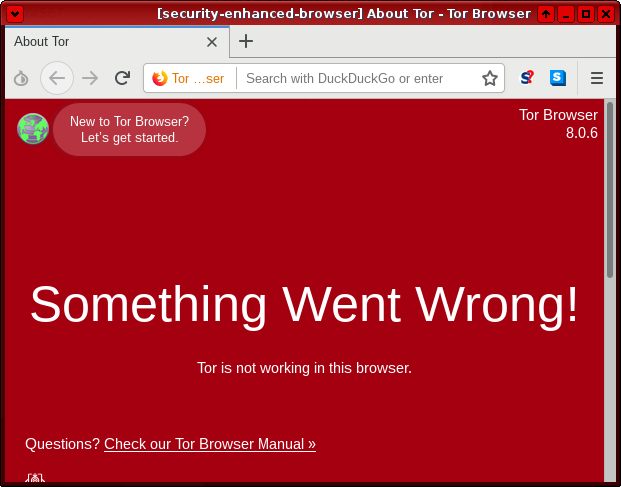 [security-enhanced-browser] About Tor - Tor Browser
About Tor
Tor ...ser
Search with DuckDuckGo or enter
New to Tor Browser?
Let's get started.
Tor Browser
8.0.6
Something Went Wrong!
Tor is not working in this browser.
Questions? Check our Tor Browser Manual »